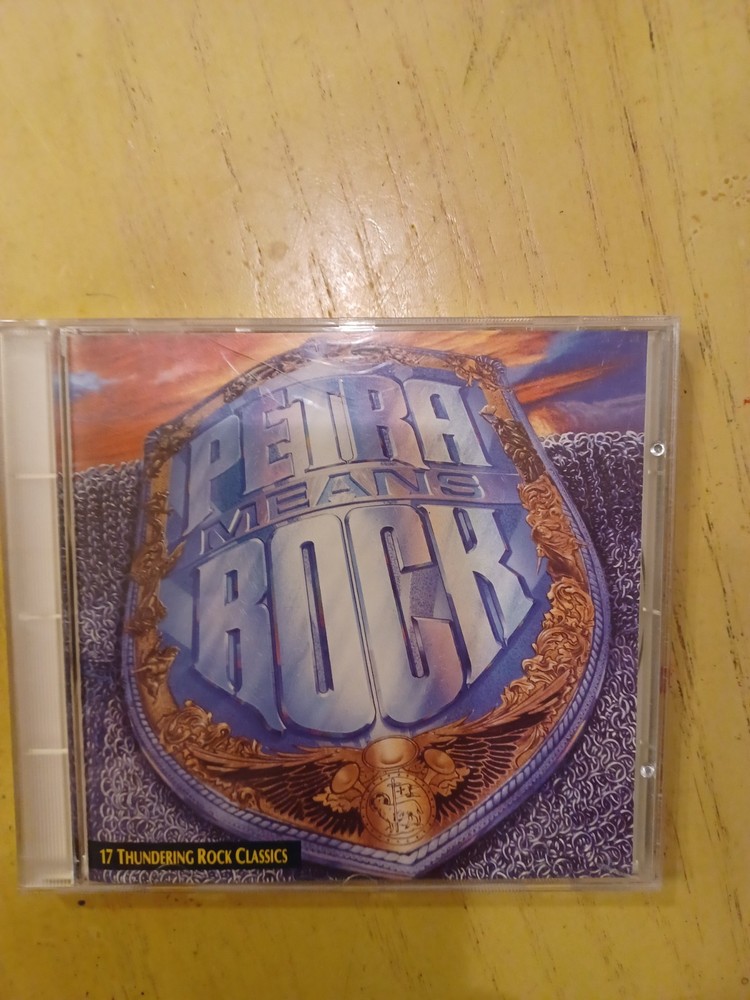 PETRA
MEANS
ROCK
17 THUNDERING ROCK CLASSICS